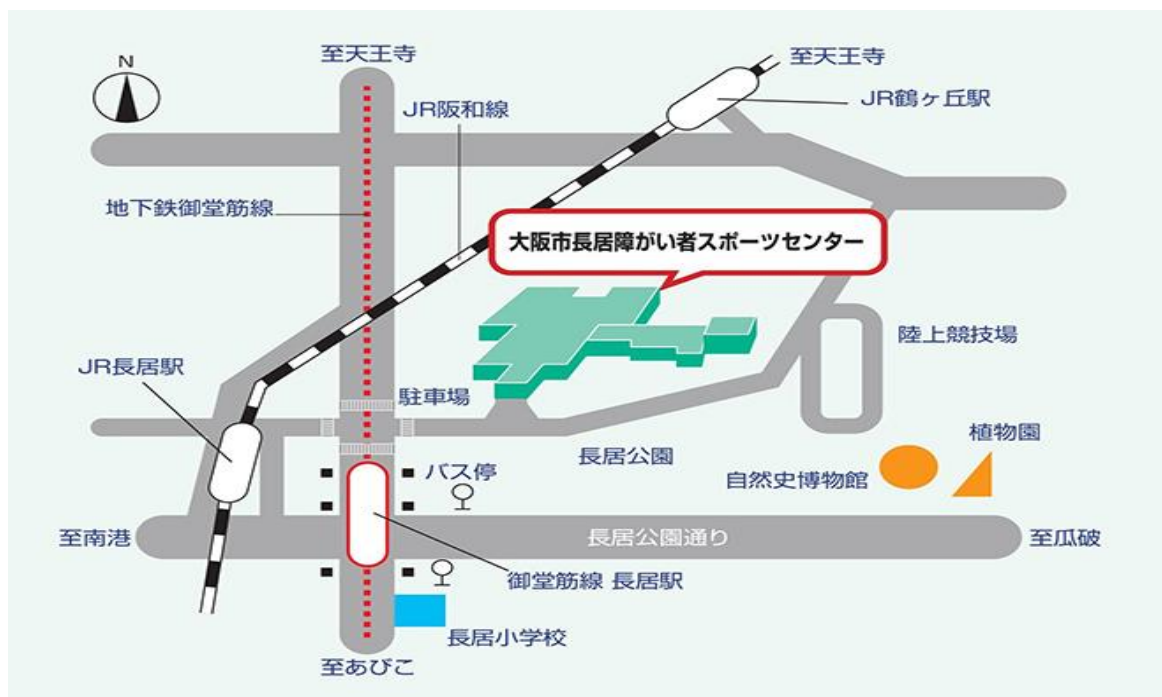 至天王寺
至天王寺
N
JR阪和線
JR鶴ヶ丘駅
地下鉄御堂筋線
大阪市長居障がい者スポーツセンター
陸上競技場
JR長居駅
駐車場
植物園
長居公園
バス停
自然史博物館
至南港
長居公園通り
至瓜破
御堂筋線 長居駅
長居小学校
至あびこ